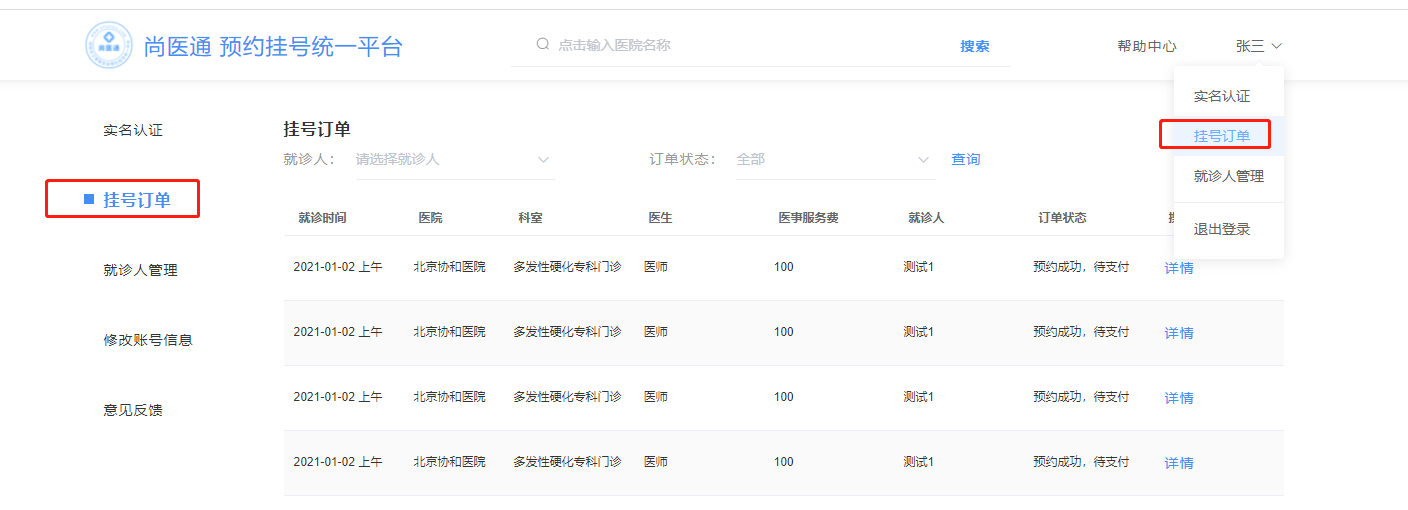 尚医通
尚医通 预约挂号统一平台
点击输入医院名称
搜索
帮助中心
张三
实名认证
挂号订单
就诊人管理
退出登录
实名认证
挂号订单
就诊人管理
修改账号信息
意见反馈
挂号订单
就诊人： 请选择就诊人 订单状态： 全部 查询
就诊时间 医院 科室 医生 医事服务费 就诊人 订单状态
2021-01-02 上午 北京协和医院 多发性硬化专科门诊 医师 100 测试1 预约成功，待支付 详情
2021-01-02 上午 北京协和医院 多发性硬化专科门诊 医师 100 测试1 预约成功，待支付 详情
2021-01-02 上午 北京协和医院 多发性硬化专科门诊 医师 100 测试1 预约成功，待支付 详情
2021-01-02 上午 北京协和医院 多发性硬化专科门诊 医师 100 测试1 预约成功，待支付 详情